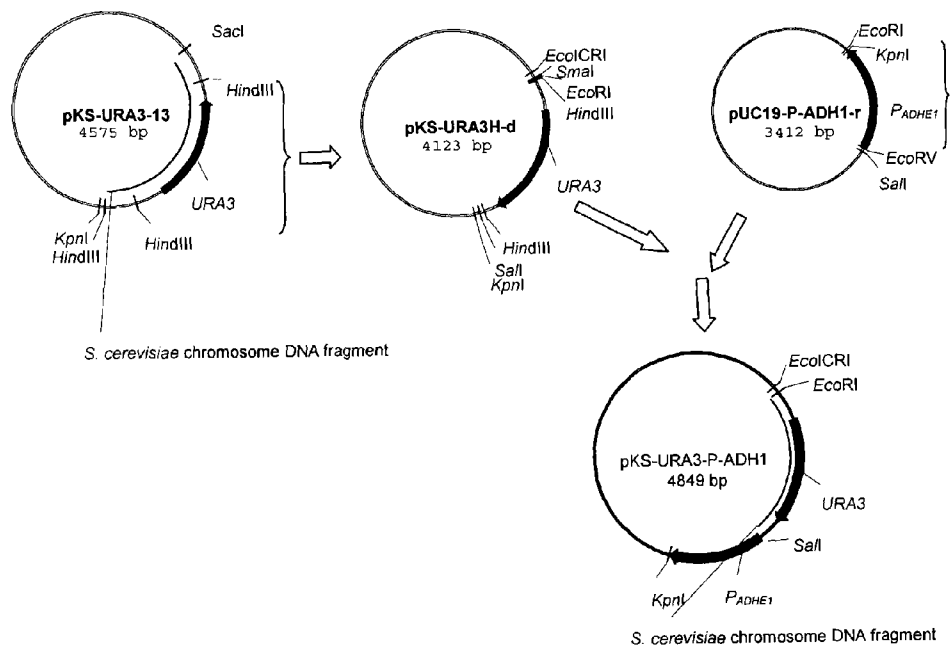 SacI
HindIII
pKS-URA3-13
4575 bp
URA3
KpnI
HindIII
HindIII
S. cerevisiae chromosome DNA fragment
EcoICRI
SmaI
EcoRI
HindIII
pKS-URA3H-d
4123 bp
URA3
HindIII
SalI
KpnI
EcoRI
KpnI
pUC19-P-ADH1-r
3412 bp
PADHE1
EcoRV
SalI
EcoICRI
EcoRI
pKS-URA3-P-ADH1
4849 bp
URA3
SalI
PADHE1
KpnI
S. cerevisiae chromosome DNA fragment